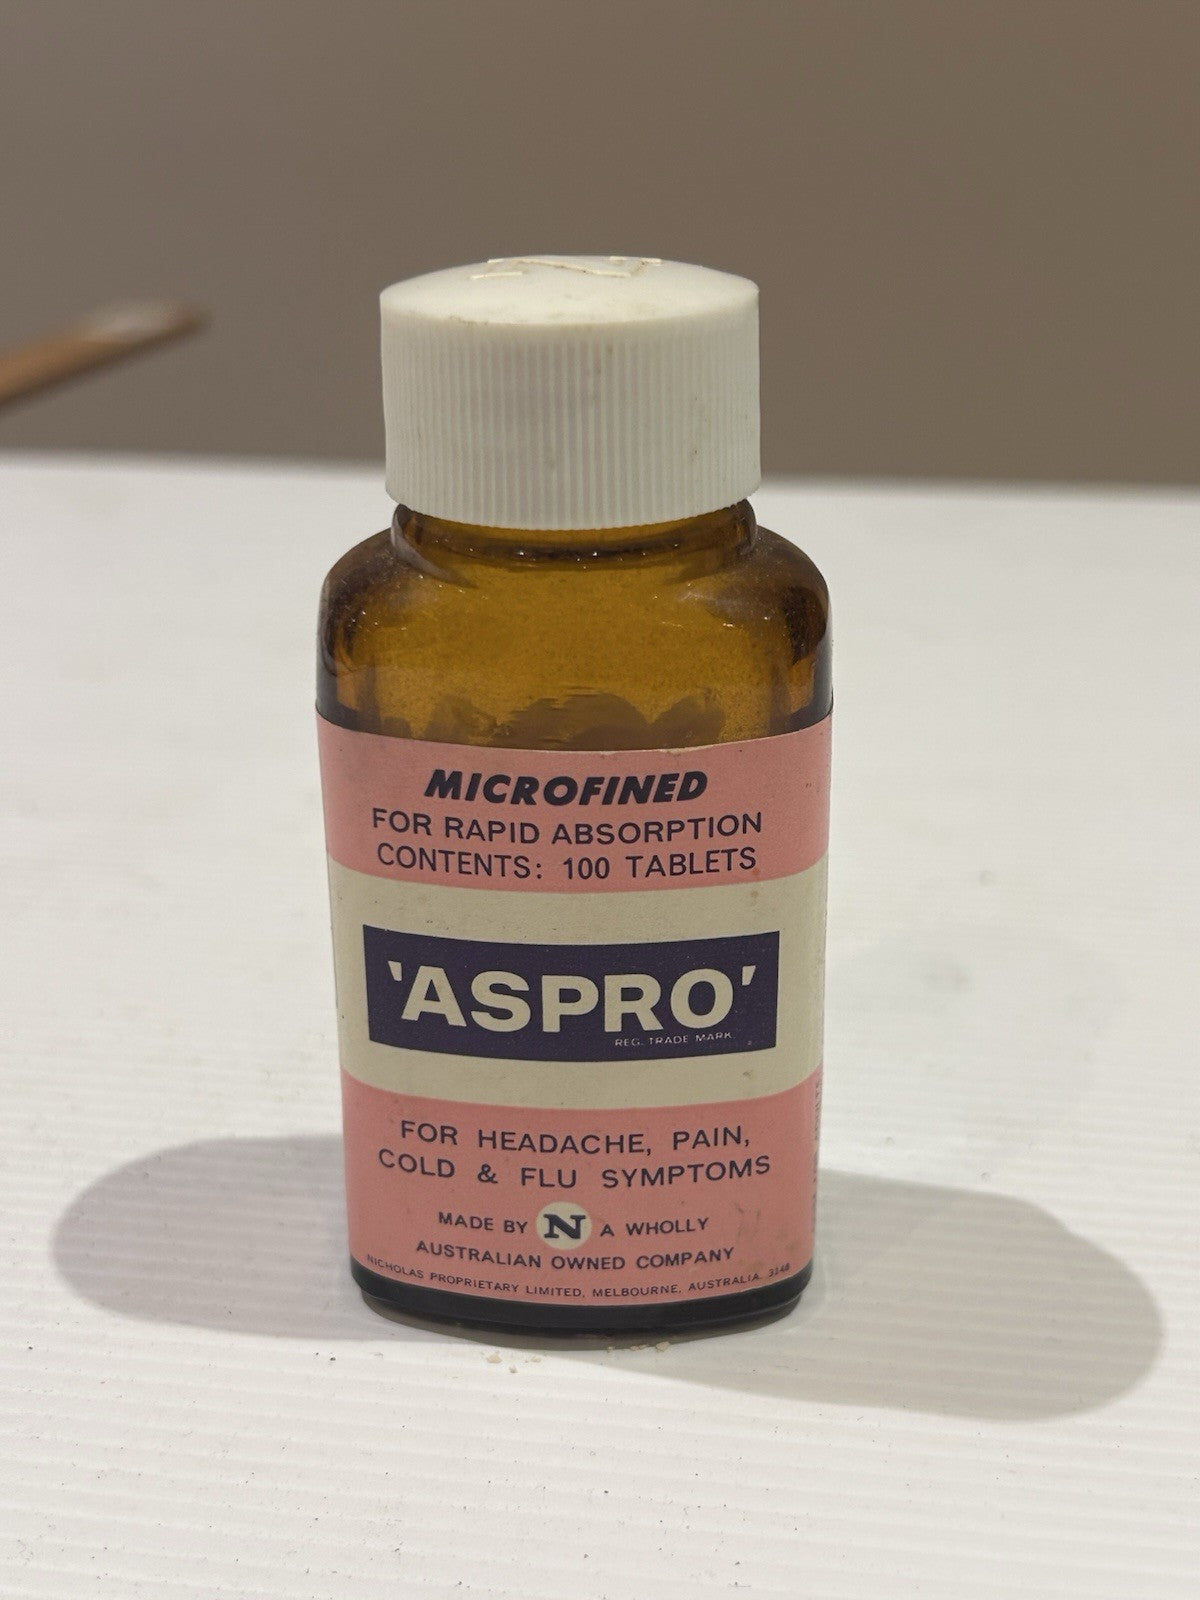 MICROFINED
FOR RAPID ABSORPTION
CONTENTS: 100 TABLETS
'ASPRO'
REG. TRADE MARK
FOR HEADACHE, PAIN,
COLD & FLU SYMPTOMS
MADE BY N A WHOLLY
AUSTRALIAN OWNED COMPANY
NICHOLAS PROPRIETARY LIMITED, MELBOURNE, AUSTRALIA. 3148